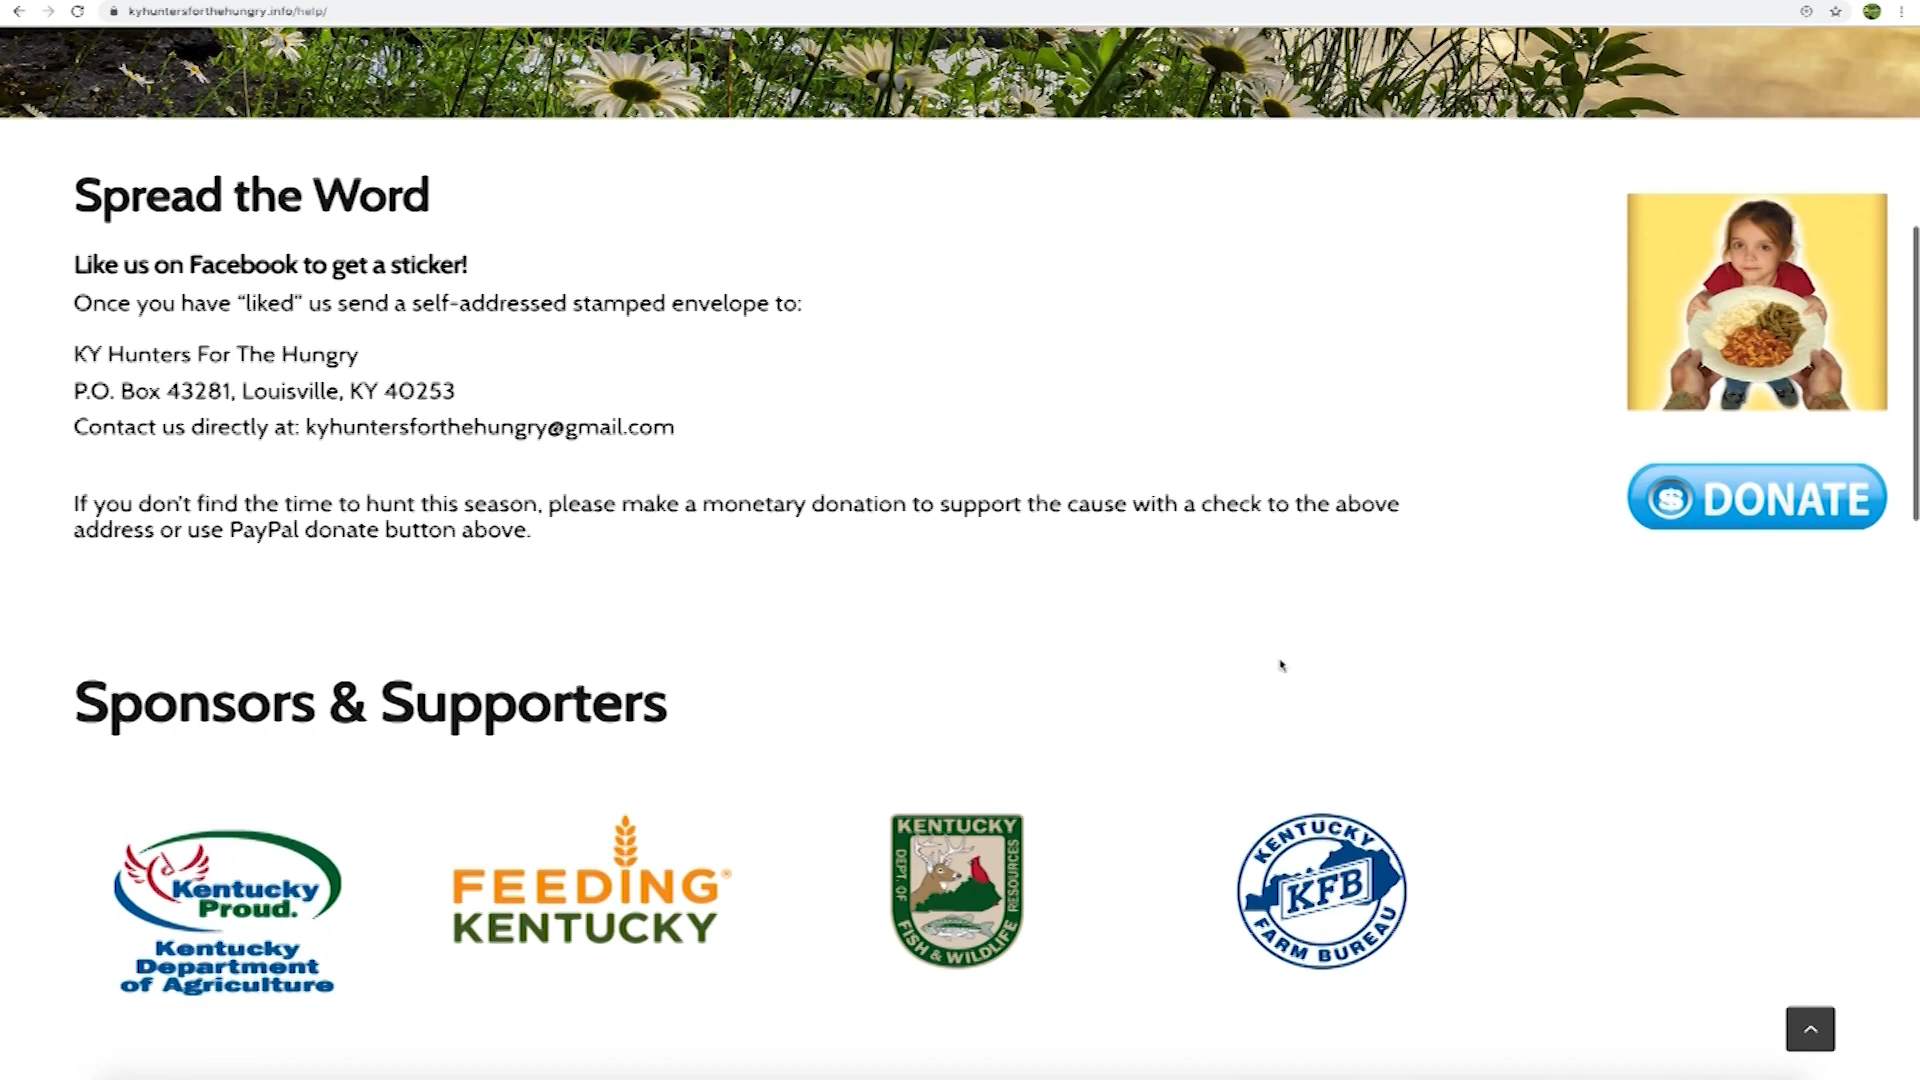 kyhuntersforthehungry.info/help/
Spread the Word
Like us on Facebook to get a sticker!
Once you have “liked” us send a self-addressed stamped envelope to:
KY Hunters For The Hungry
P.O. Box 43281, Louisville, KY 40253
Contact us directly at: kyhuntersforthehungry@gmail.com
If you don't find the time to hunt this season, please make a monetary donation to support the cause with a check to the above
address or use PayPal donate button above.
$ DONATE
Sponsors & Supporters
Kentucky
Proud.
Kentucky
Department
of Agriculture
FEEDING®
KENTUCKY
KENTUCKY
DEPT. OF
FISH & WILDLIFE
RESOURCES
KENTUCKY
KFB
FARM BUREAU